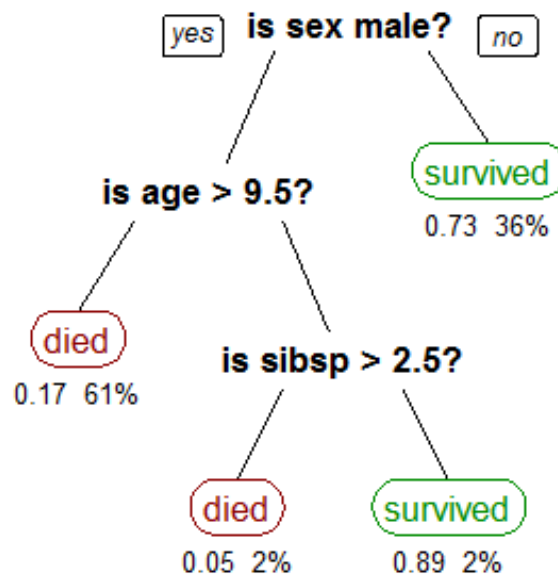 yes is sex male? no
survived
0.73 36%
is age > 9.5?
died
0.17 61%
is sibsp > 2.5?
died survived
0.05 2% 0.89 2%